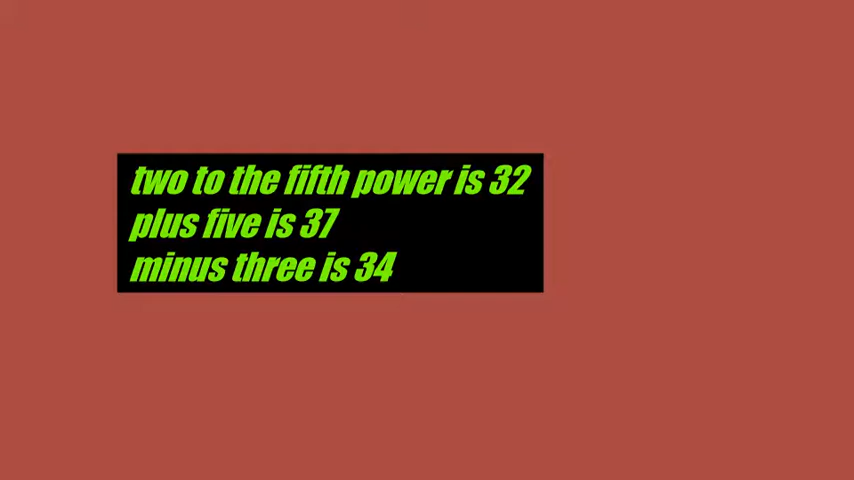 two to the fifth power is 32
plus five is 37
minus three is 34